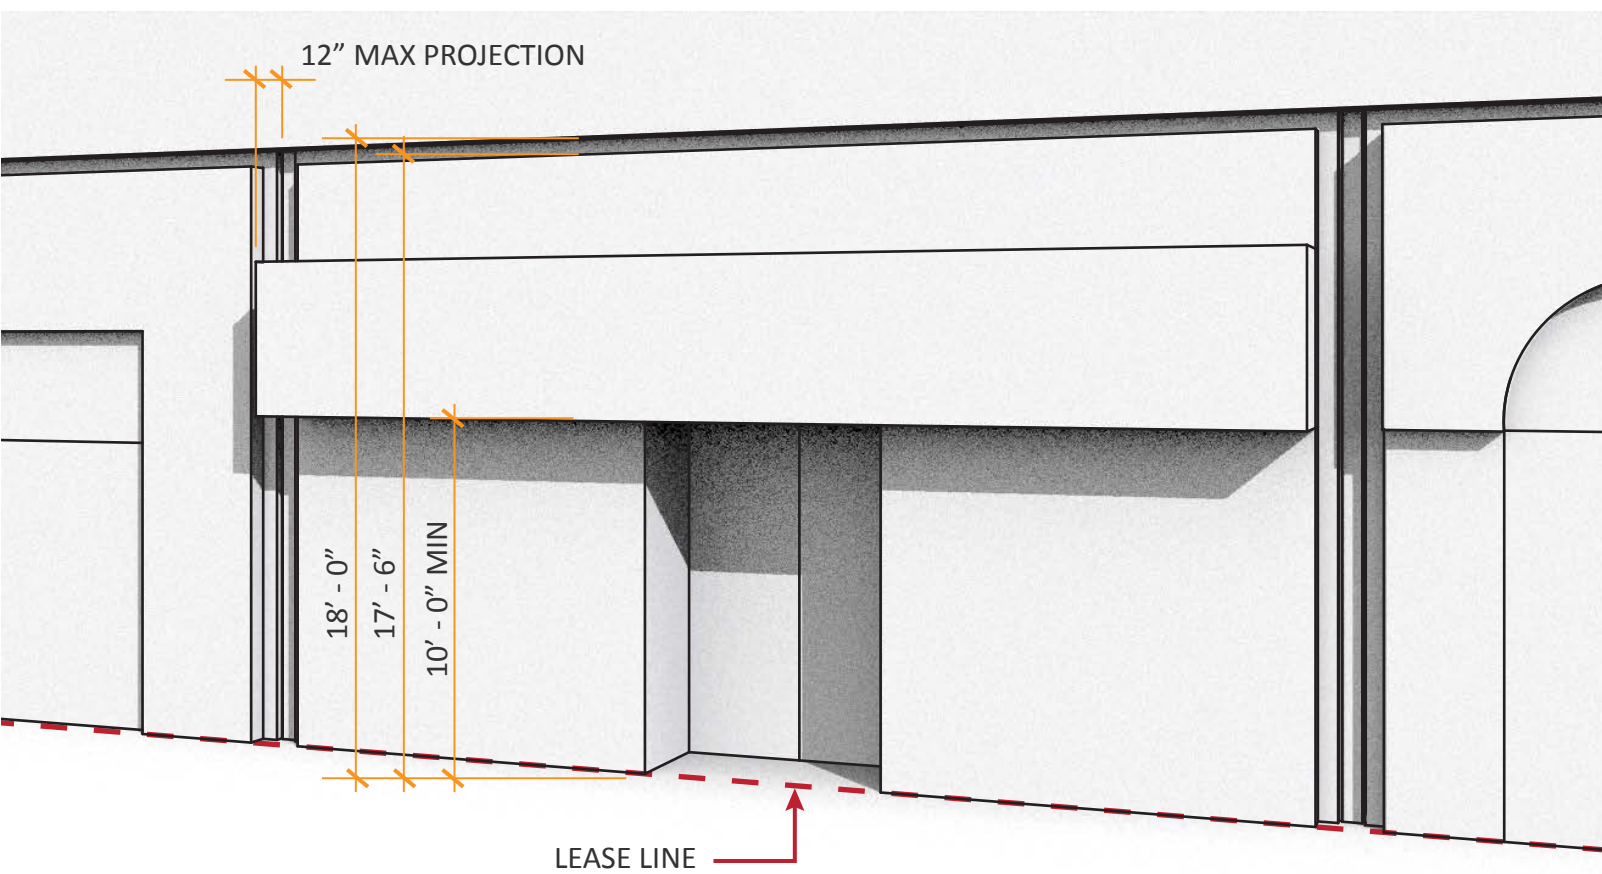 12” MAX PROJECTION
18’ - 0”
17’ - 6”
10’ - 0” MIN
LEASE LINE